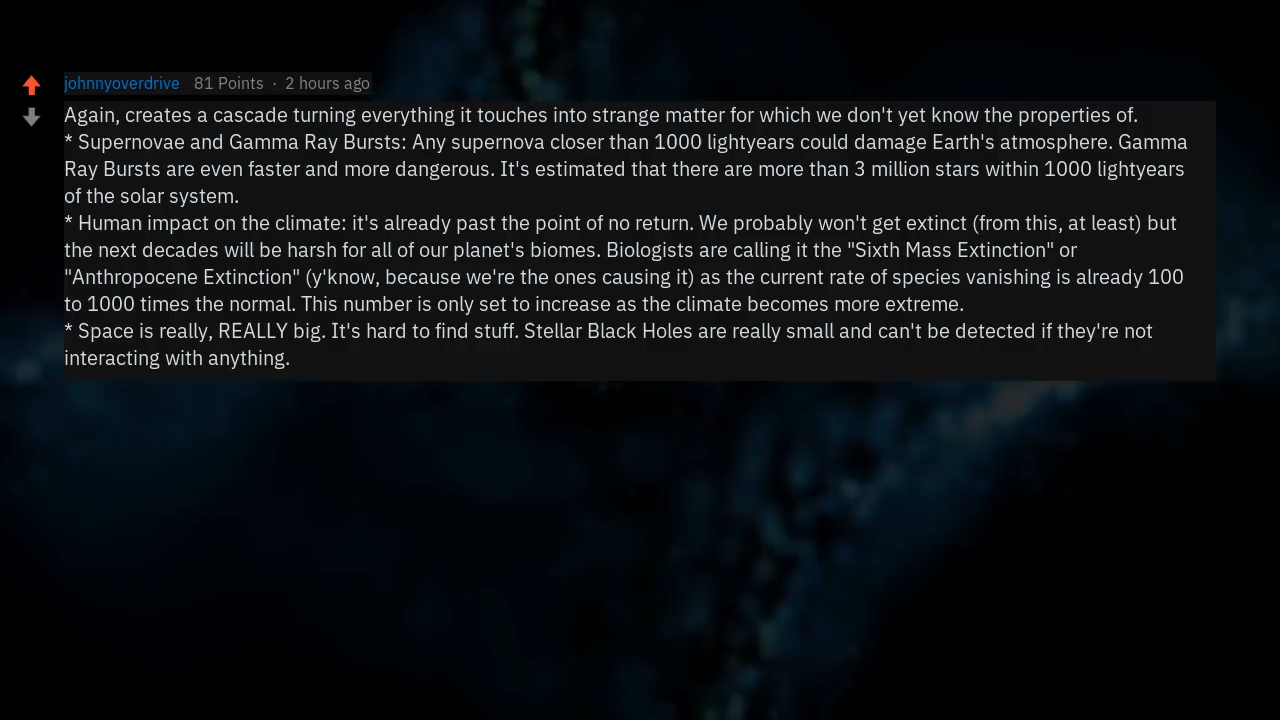 johnnyoverdrive 81 Points · 2 hours ago
Again, creates a cascade turning everything it touches into strange matter for which we don't yet know the properties of.
* Supernovae and Gamma Ray Bursts: Any supernova closer than 1000 lightyears could damage Earth's atmosphere. Gamma
Ray Bursts are even faster and more dangerous. It's estimated that there are more than 3 million stars within 1000 lightyears
of the solar system.
* Human impact on the climate: it's already past the point of no return. We probably won't get extinct (from this, at least) but
the next decades will be harsh for all of our planet's biomes. Biologists are calling it the "Sixth Mass Extinction" or
"Anthropocene Extinction" (y'know, because we're the ones causing it) as the current rate of species vanishing is already 100
to 1000 times the normal. This number is only set to increase as the climate becomes more extreme.
* Space is really, REALLY big. It's hard to find stuff. Stellar Black Holes are really small and can't be detected if they're not
interacting with anything.